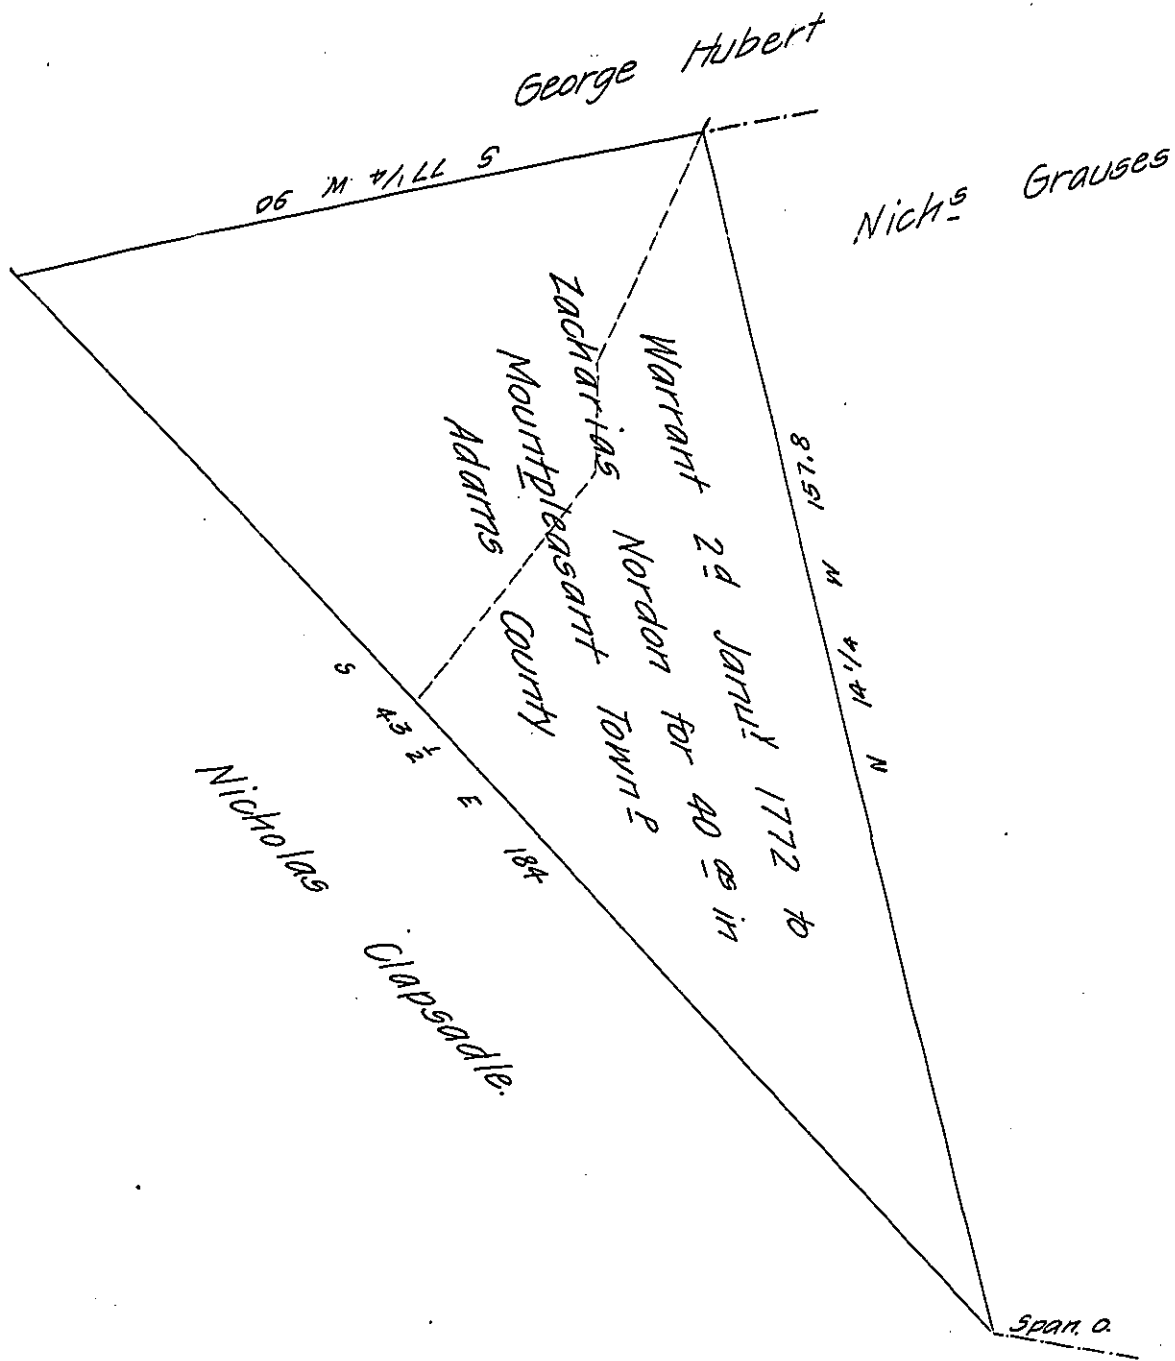 George Hubert
S 77 1/4 W 90
Nichs Grauses
157.8 W 14 1/4 N
Warrant 2d Januy 1772 to
Zacharias Nordon for 40 as in
Mountpleasant Townp
Adams County
S 43 1/2 E 184
Nicholas Clapsadle.
Span. o.